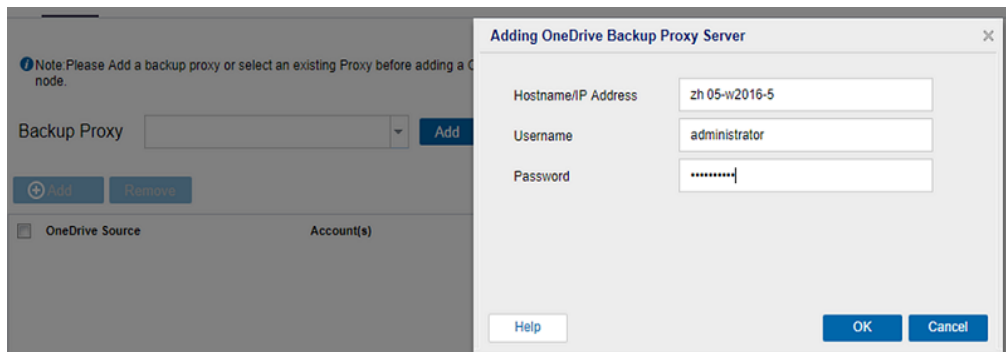 Note:Please Add a backup proxy or select an existing Proxy before adding a
node.
Backup Proxy
Add
Add
Remove
OneDrive Source
Account(s)
Adding OneDrive Backup Proxy Server
Hostname/IP Address
zh 05-w2016-5
Username
administrator
Password
••••••••••
Help
OK
Cancel